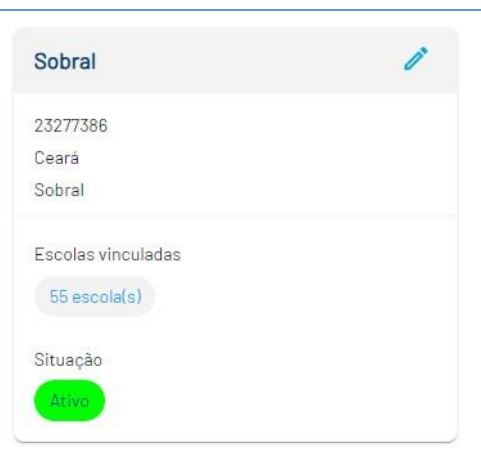 Sobral
23277386
Ceará
Sobral
Escolas vinculadas
55 escola(s)
Situação
Ativo